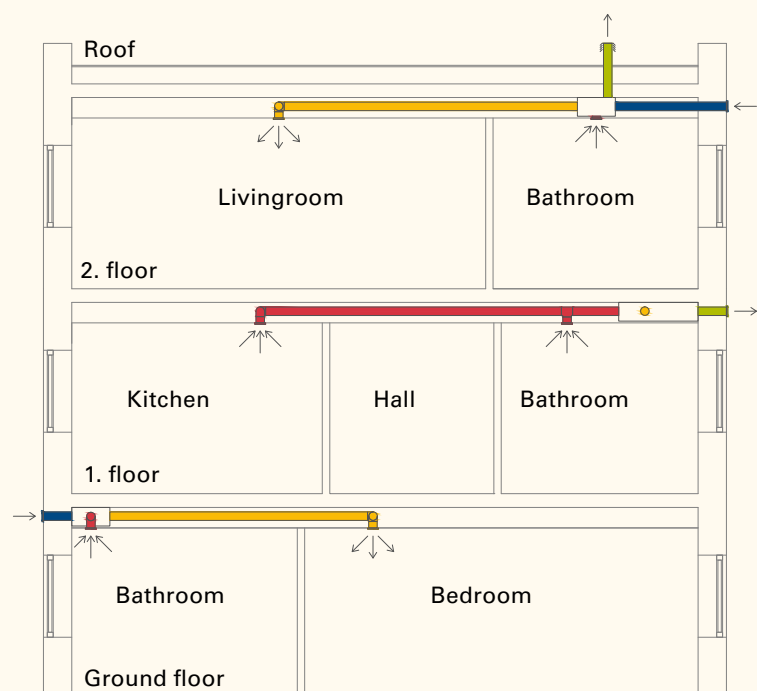 Roof
Livingroom
Bathroom
2. floor
Kitchen
Hall
Bathroom
1. floor
Bathroom
Bedroom
Ground floor